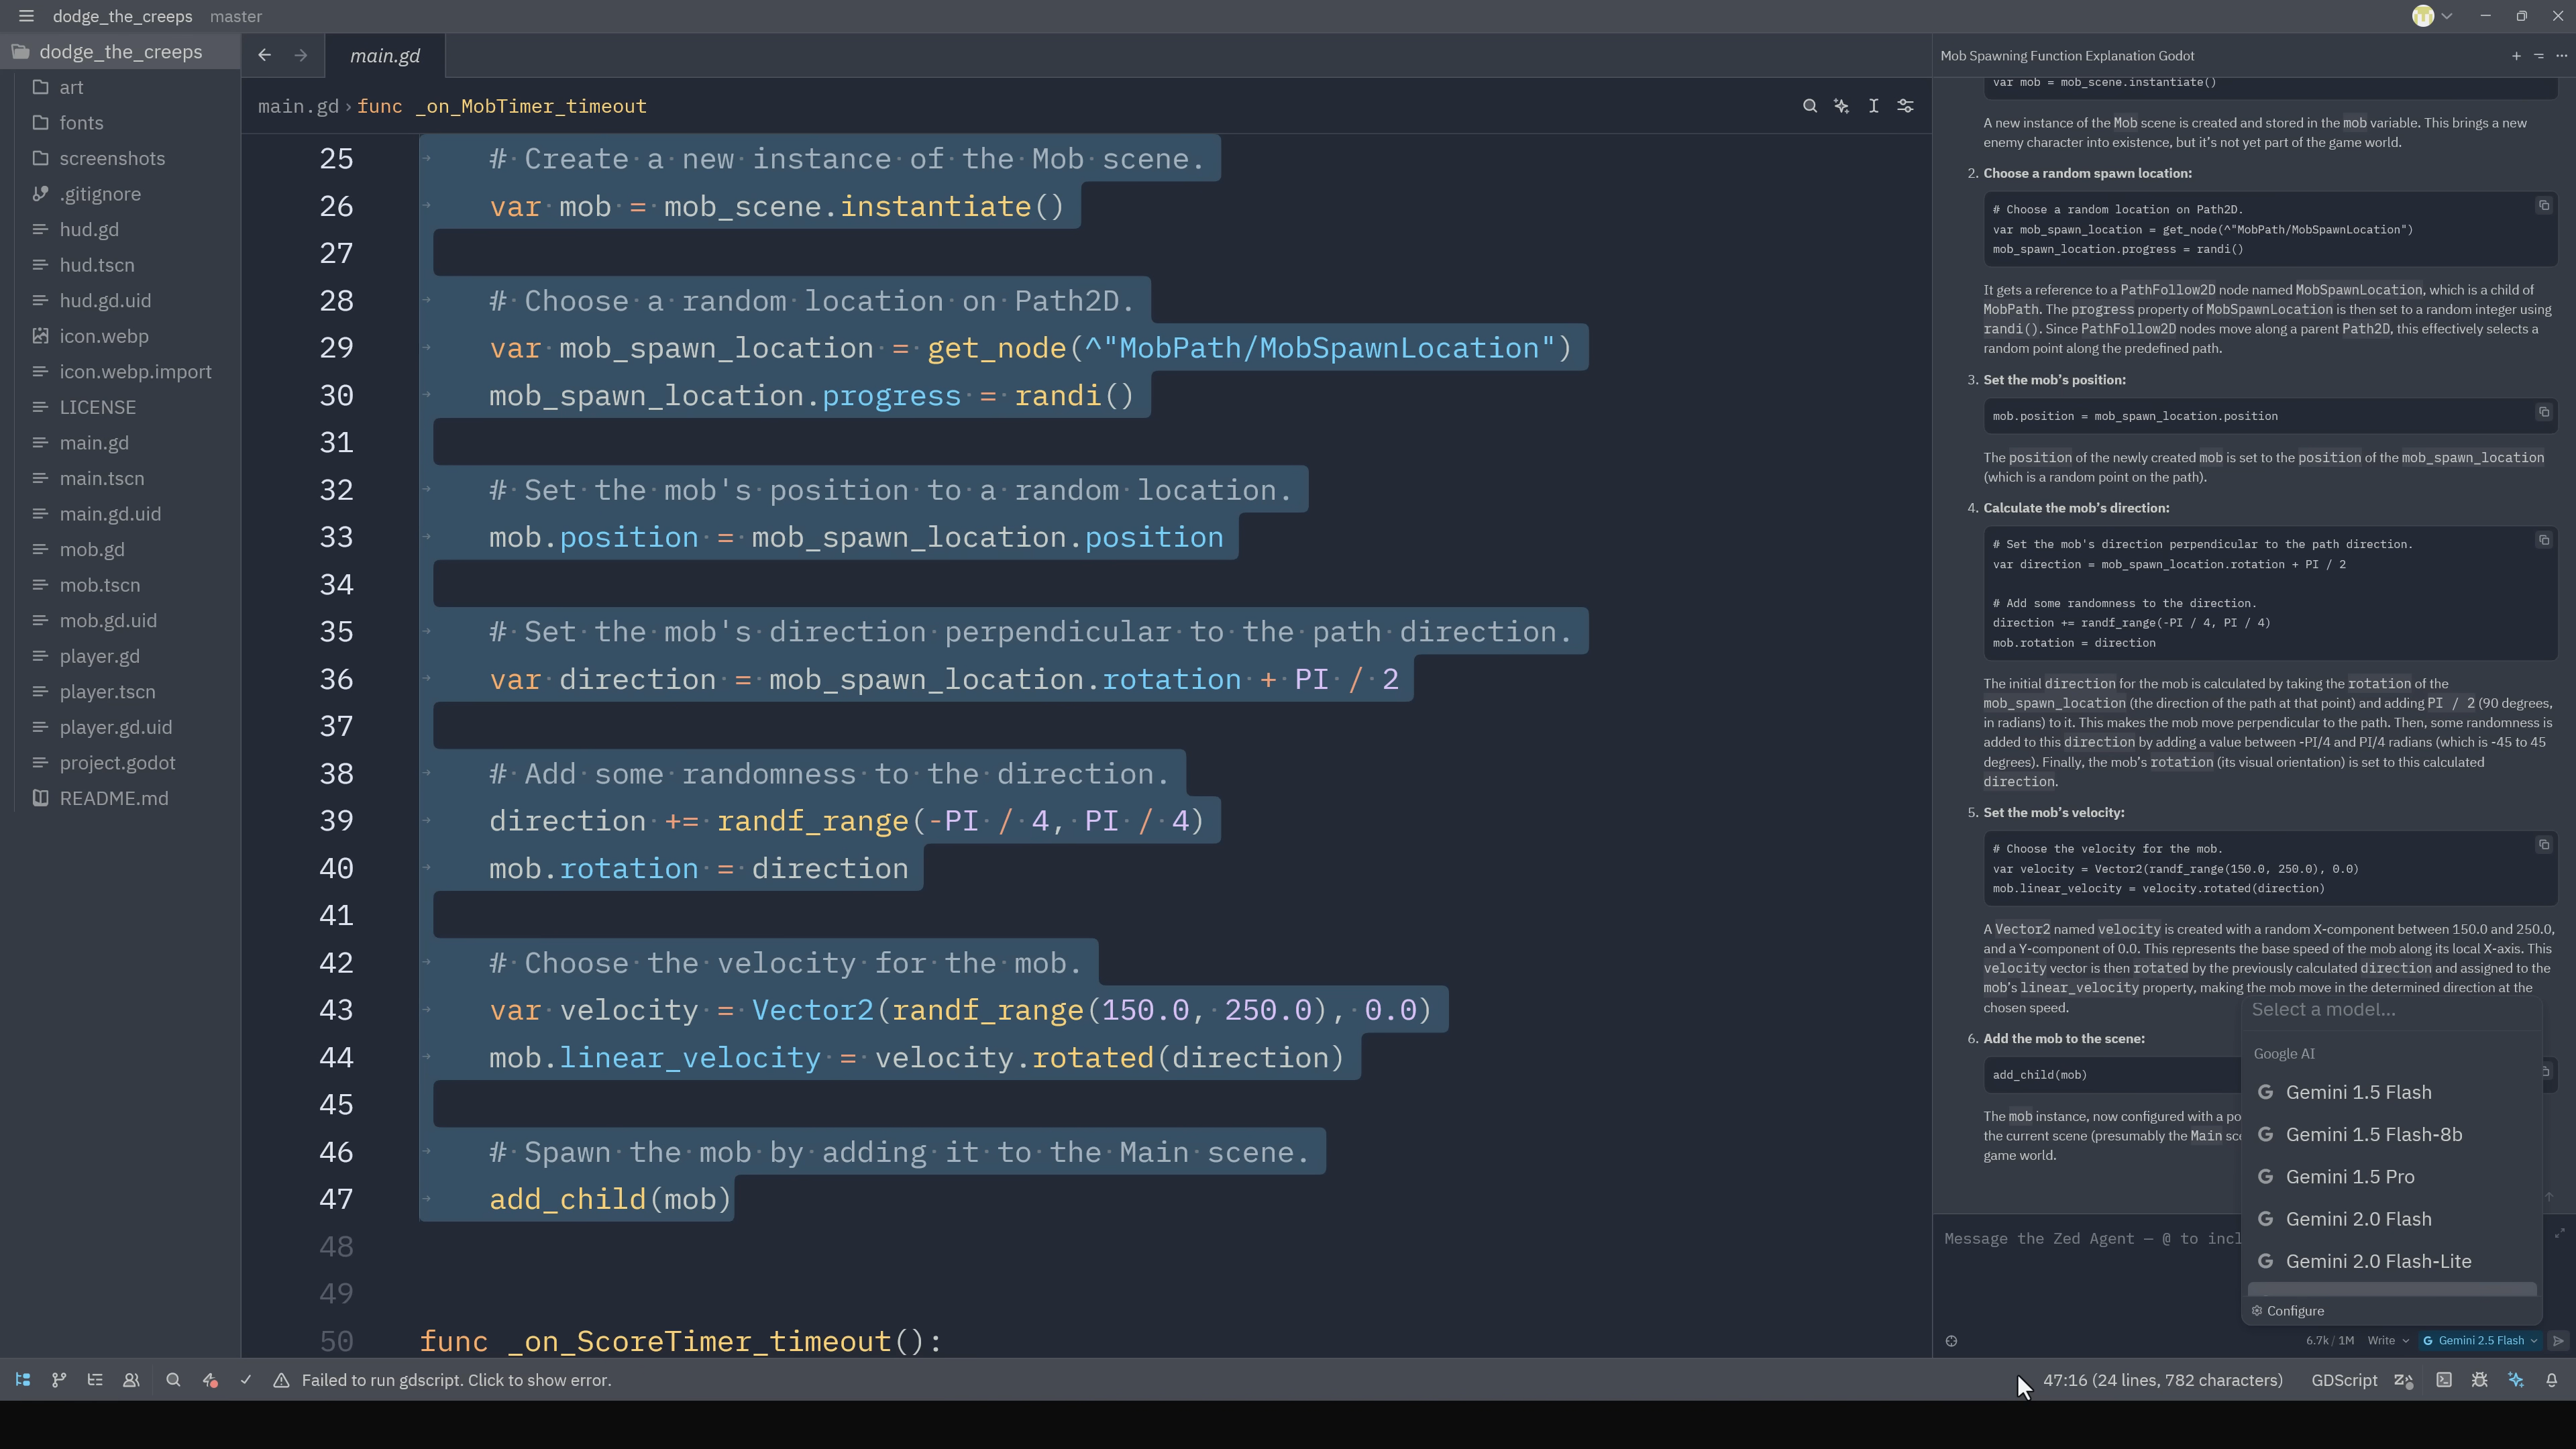 dodge_the_creeps master
dodge_the_creeps
art
fonts
screenshots
.gitignore
hud.gd
hud.tscn
hud.gd.uid
icon.webp
icon.webp.import
LICENSE
main.gd
main.tscn
main.gd.uid
mob.gd
mob.tscn
mob.gd.uid
player.gd
player.tscn
player.gd.uid
project.godot
README.md
main.gd
main.gd › func _on_MobTimer_timeout
25 # Create a new instance of the Mob scene.
26 var mob = mob_scene.instantiate()
27
28 # Choose a random location on Path2D.
29 var mob_spawn_location = get_node(^"MobPath/MobSpawnLocation")
30 mob_spawn_location.progress = randi()
31
32 # Set the mob's position to a random location.
33 mob.position = mob_spawn_location.position
34
35 # Set the mob's direction perpendicular to the path direction.
36 var direction = mob_spawn_location.rotation + PI / 2
37
38 # Add some randomness to the direction.
39 direction += randf_range(-PI / 4, PI / 4)
40 mob.rotation = direction
41
42 # Choose the velocity for the mob.
43 var velocity = Vector2(randf_range(150.0, 250.0), 0.0)
44 mob.linear_velocity = velocity.rotated(direction)
45
46 # Spawn the mob by adding it to the Main scene.
47 add_child(mob)
48
49
50 func _on_ScoreTimer_timeout():
Mob Spawning Function Explanation Godot
var mob = mob_scene.instantiate()
A new instance of the Mob scene is created and stored in the mob variable. This brings a new
enemy character into existence, but it's not yet part of the game world.
2. Choose a random spawn location:
# Choose a random location on Path2D.
var mob_spawn_location = get_node(^"MobPath/MobSpawnLocation")
mob_spawn_location.progress = randi()
It gets a reference to a PathFollow2D node named MobSpawnLocation, which is a child of
MobPath. The progress property of MobSpawnLocation is then set to a random integer using
randi(). Since PathFollow2D nodes move along a parent Path2D, this effectively selects a
random point along the predefined path.
3. Set the mob's position:
mob.position = mob_spawn_location.position
The position of the newly created mob is set to the position of the mob_spawn_location
(which is a random point on the path).
4. Calculate the mob's direction:
# Set the mob's direction perpendicular to the path direction.
var direction = mob_spawn_location.rotation + PI / 2
# Add some randomness to the direction.
direction += randf_range(-PI / 4, PI / 4)
mob.rotation = direction
The initial direction for the mob is calculated by taking the rotation of the
mob_spawn_location (the direction of the path at that point) and adding PI / 2 (90 degrees,
in radians) to it. This makes the mob move perpendicular to the path. Then, some randomness is
added to this direction by adding a value between -PI/4 and PI/4 radians (which is -45 to 45
degrees). Finally, the mob's rotation (its visual orientation) is set to this calculated
direction.
5. Set the mob's velocity:
# Choose the velocity for the mob.
var velocity = Vector2(randf_range(150.0, 250.0), 0.0)
mob.linear_velocity = velocity.rotated(direction)
A Vector2 named velocity is created with a random X-component between 150.0 and 250.0,
and a Y-component of 0.0. This represents the base speed of the mob along its local X-axis. This
velocity vector is then rotated by the previously calculated direction and assigned to the
mob's linear_velocity property, making the mob move in the determined direction at the
chosen speed.
6. Add the mob to the scene:
add_child(mob)
The mob instance, now configured with a po
the current scene (presumably the Main sc
game world.
Select a model...
Google AI
Gemini 1.5 Flash
Gemini 1.5 Flash-8b
Gemini 1.5 Pro
Gemini 2.0 Flash
Gemini 2.0 Flash-Lite
Configure
Message the Zed Agent — @ to incl
6.7k / 1M Write Gemini 2.5 Flash
Failed to run gdscript. Click to show error.
47:16 (24 lines, 782 characters) GDScript